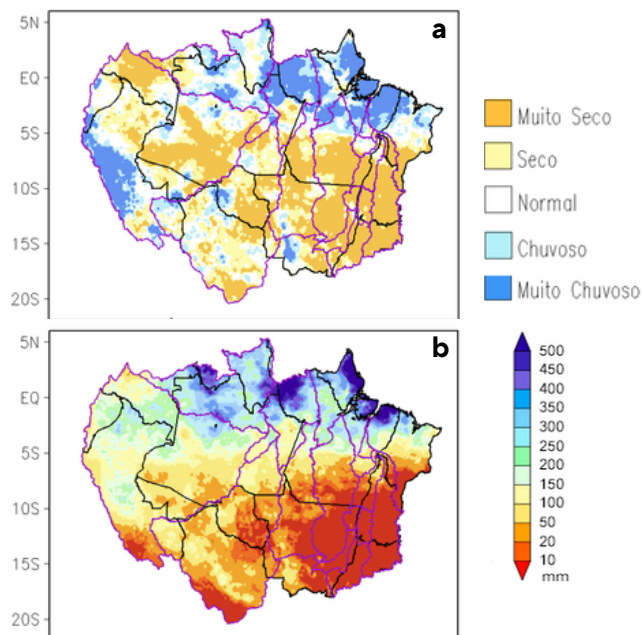 a
5N
EQ
5S
10S
15S
20S
Muito Seco
Seco
Normal
Chuvoso
Muito Chuvoso
b
5N
EQ
5S
10S
15S
20S
500
450
400
350
300
250
200
150
100
50
20
10
mm